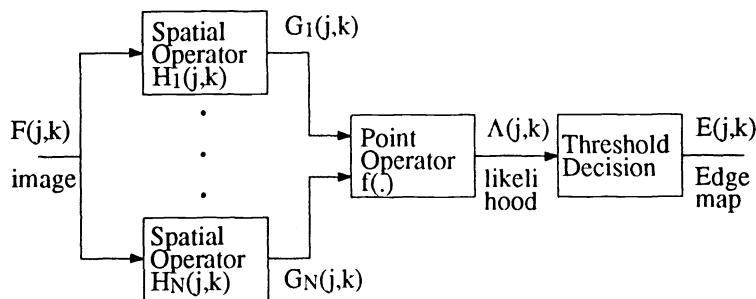 Spatial
Operator
H1(j,k)
G1(j,k)
F(j,k)
image
Point
Operator
f(.)
Λ(j,k)
likeli
hood
Threshold
Decision
E(j,k)
Edge
map
Spatial
Operator
HN(j,k)
GN(j,k)